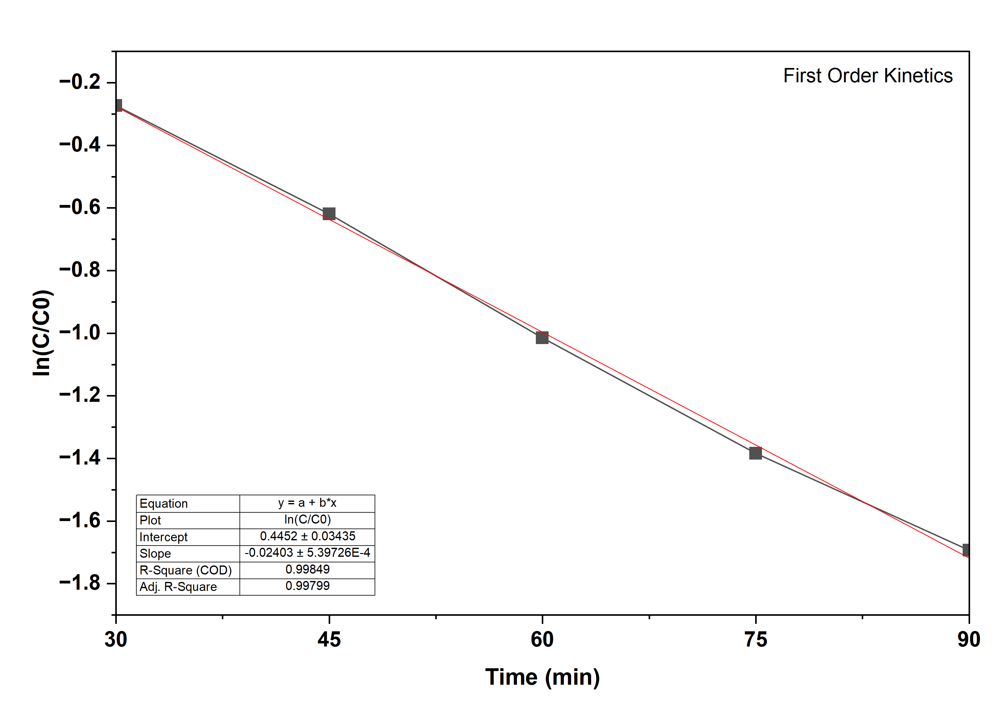 First Order Kinetics
−0.2
−0.4
−0.6
−0.8
−1.0
−1.2
−1.4
−1.6
−1.8
ln(C/C0)
Equation y = a + b*x
Plot ln(C/C0)
Intercept 0.4452 ± 0.03435
Slope -0.02403 ± 5.39726E-4
R-Square (COD) 0.99849
Adj. R-Square 0.99799
30 45 60 75 90
Time (min)